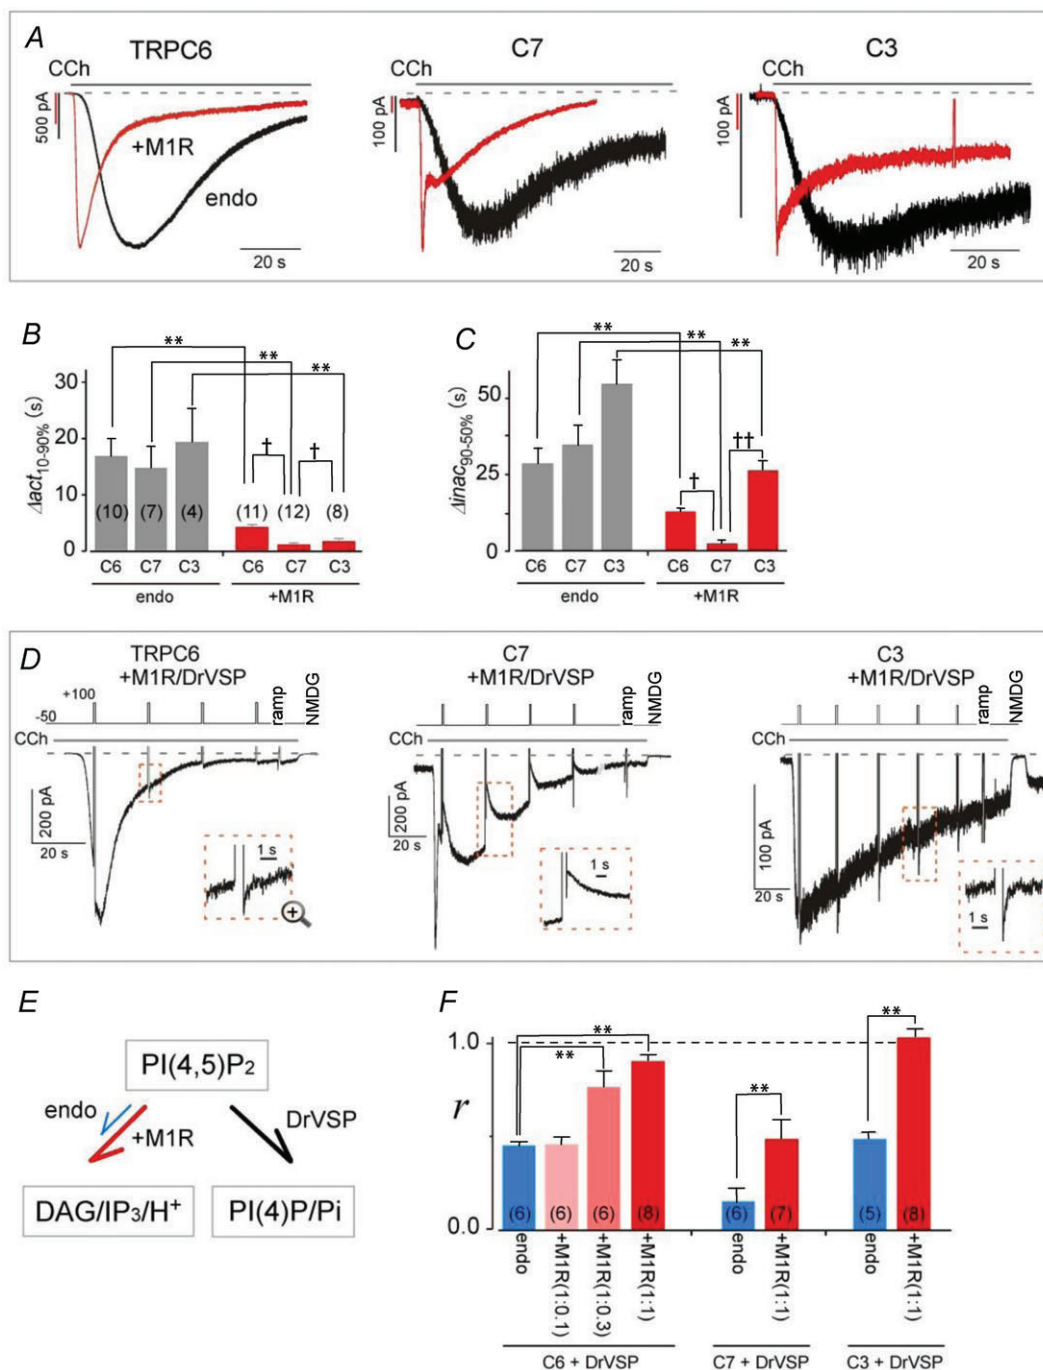 A
TRPC6
C7
C3
CCh
CCh
CCh
500 pA
100 pA
100 pA
+M1R
endo
20 s
20 s
20 s
B
Δact10-90% (s)
30
20
10
0
**
**
**
†
†
(10)
(7)
(4)
(11)
(12)
(8)
C6
C7
C3
C6
C7
C3
endo
+M1R
C
Δinac90-50% (s)
50
25
0
**
**
**
†
††
C6
C7
C3
C6
C7
C3
endo
+M1R
D
TRPC6
+M1R/DrVSP
C7
+M1R/DrVSP
C3
+M1R/DrVSP
+100
-50
ramp
NMDG
ramp
NMDG
ramp
NMDG
CCh
CCh
CCh
200 pA
20 s
1 s
200 pA
20 s
1 s
100 pA
20 s
1 s
E
PI(4,5)P2
endo
+M1R
DrVSP
DAG/IP3/H+
PI(4)P/Pi
F
r
1.0
0.0
**
**
**
**
(6)
(6)
(6)
(8)
(6)
(7)
(5)
(8)
endo
+M1R(1:0.1)
+M1R(1:0.3)
+M1R(1:1)
endo
+M1R(1:1)
endo
+M1R(1:1)
C6 + DrVSP
C7 + DrVSP
C3 + DrVSP